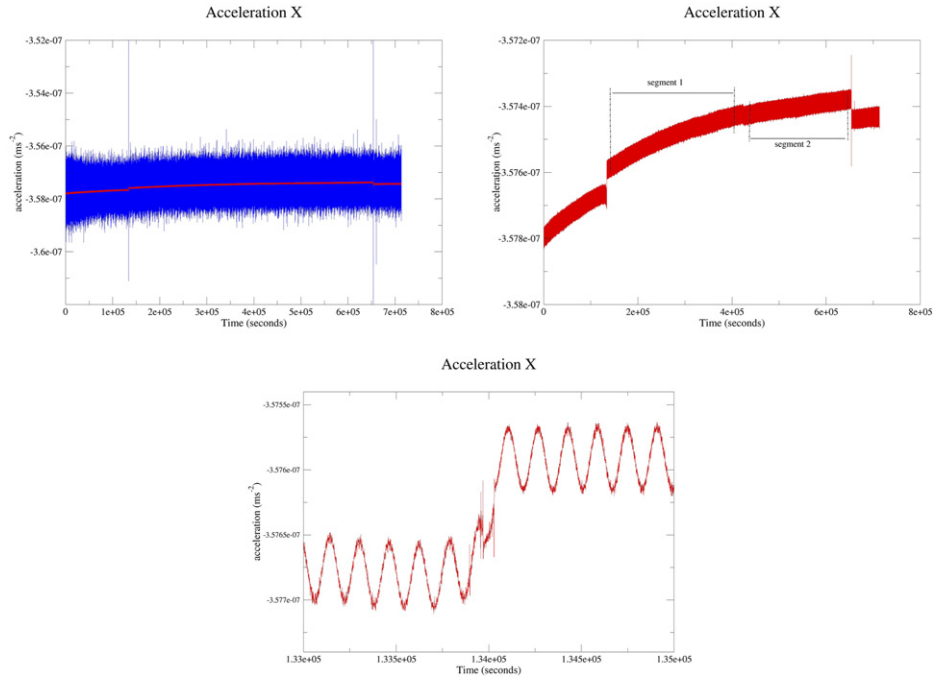 Acceleration X
-3.52e-07
-3.54e-07
-3.56e-07
-3.58e-07
-3.6e-07
acceleration (ms-2)
0 1e+05 2e+05 3e+05 4e+05 5e+05 6e+05 7e+05 8e+05
Time (seconds)
Acceleration X
-3.572e-07
-3.574e-07
-3.576e-07
-3.578e-07
-3.58e-07
acceleration (ms-2)
segment 1
segment 2
0 2e+05 4e+05 6e+05 8e+05
Time (seconds)
Acceleration X
-3.5755e-07
-3.576e-07
-3.5765e-07
-3.577e-07
acceleration (ms-2)
1.33e+05 1.335e+05 1.34e+05 1.345e+05 1.35e+05
Time (seconds)